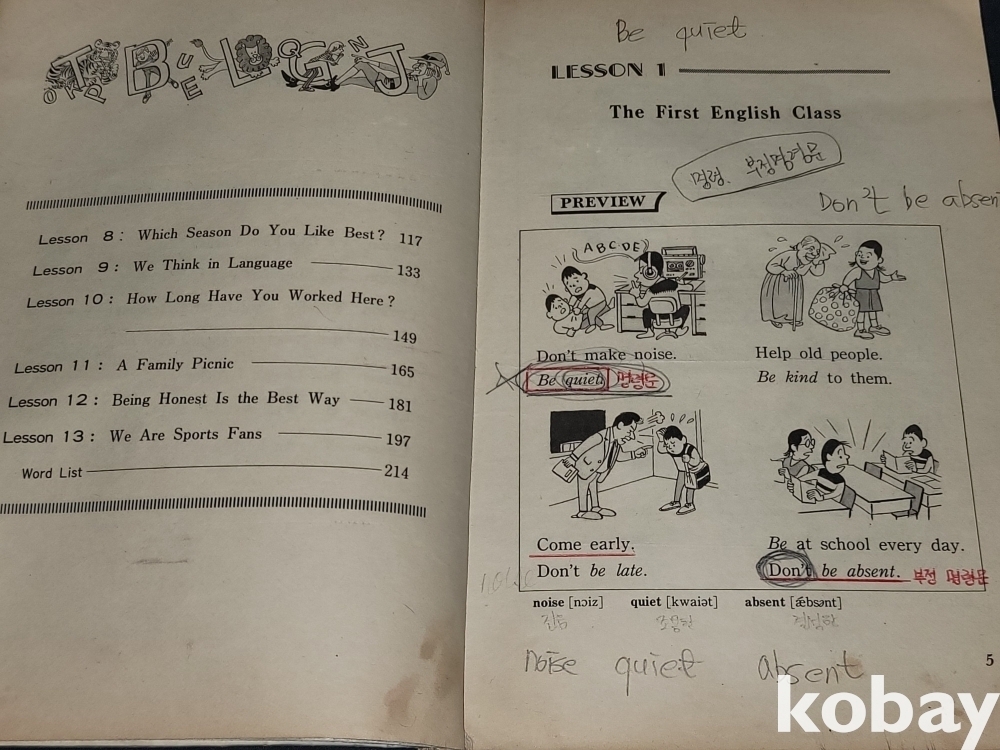 Lesson 8 : Which Season Do You Like Best? 117
Lesson 9 : We Think in Language 133
Lesson 10 : How Long Have You Worked Here?
149
Lesson 11 : A Family Picnic 165
Lesson 12 : Being Honest Is the Best Way 181
Lesson 13 : We Are Sports Fans 197
Word List 214
Be quiet
LESSON 1
The First English Class
명령. 부정명령문
PREVIEW
Don't be absent
A B C D E
Don't make noise.
Be quiet. 명령문
Help old people.
Be kind to them.
Come early.
Don't be late.
Be at school every day.
Don't be absent. 부정 명령문
noise
noise [nɔiz] quiet [kwaiət] absent [ǽbsənt]
noise quiet absent
5
kobay